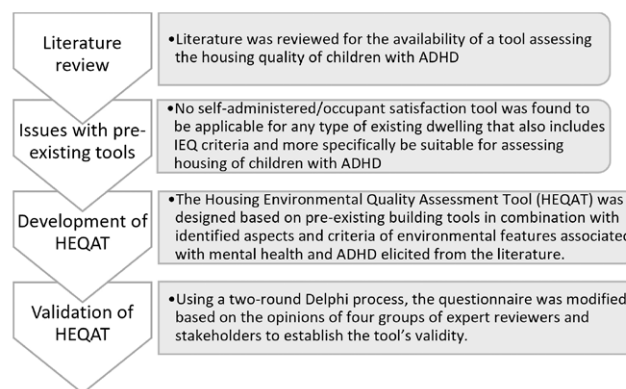 Literature
review
•Literature was reviewed for the availability of a tool assessing
the housing quality of children with ADHD
Issues with pre-
existing tools
•No self-administered/occupant satisfaction tool was found to
be applicable for any type of existing dwelling that also includes
IEQ criteria and more specifically be suitable for assessing
housing of children with ADHD
Development of
HEQAT
•The Housing Environmental Quality Assessment Tool (HEQAT) was
designed based on pre-existing building tools in combination with
identified aspects and criteria of environmental features associated
with mental health and ADHD elicited from the literature.
Validation of
HEQAT
•Using a two-round Delphi process, the questionnaire was modified
based on the opinions of four groups of expert reviewers and
stakeholders to establish the tool's validity.